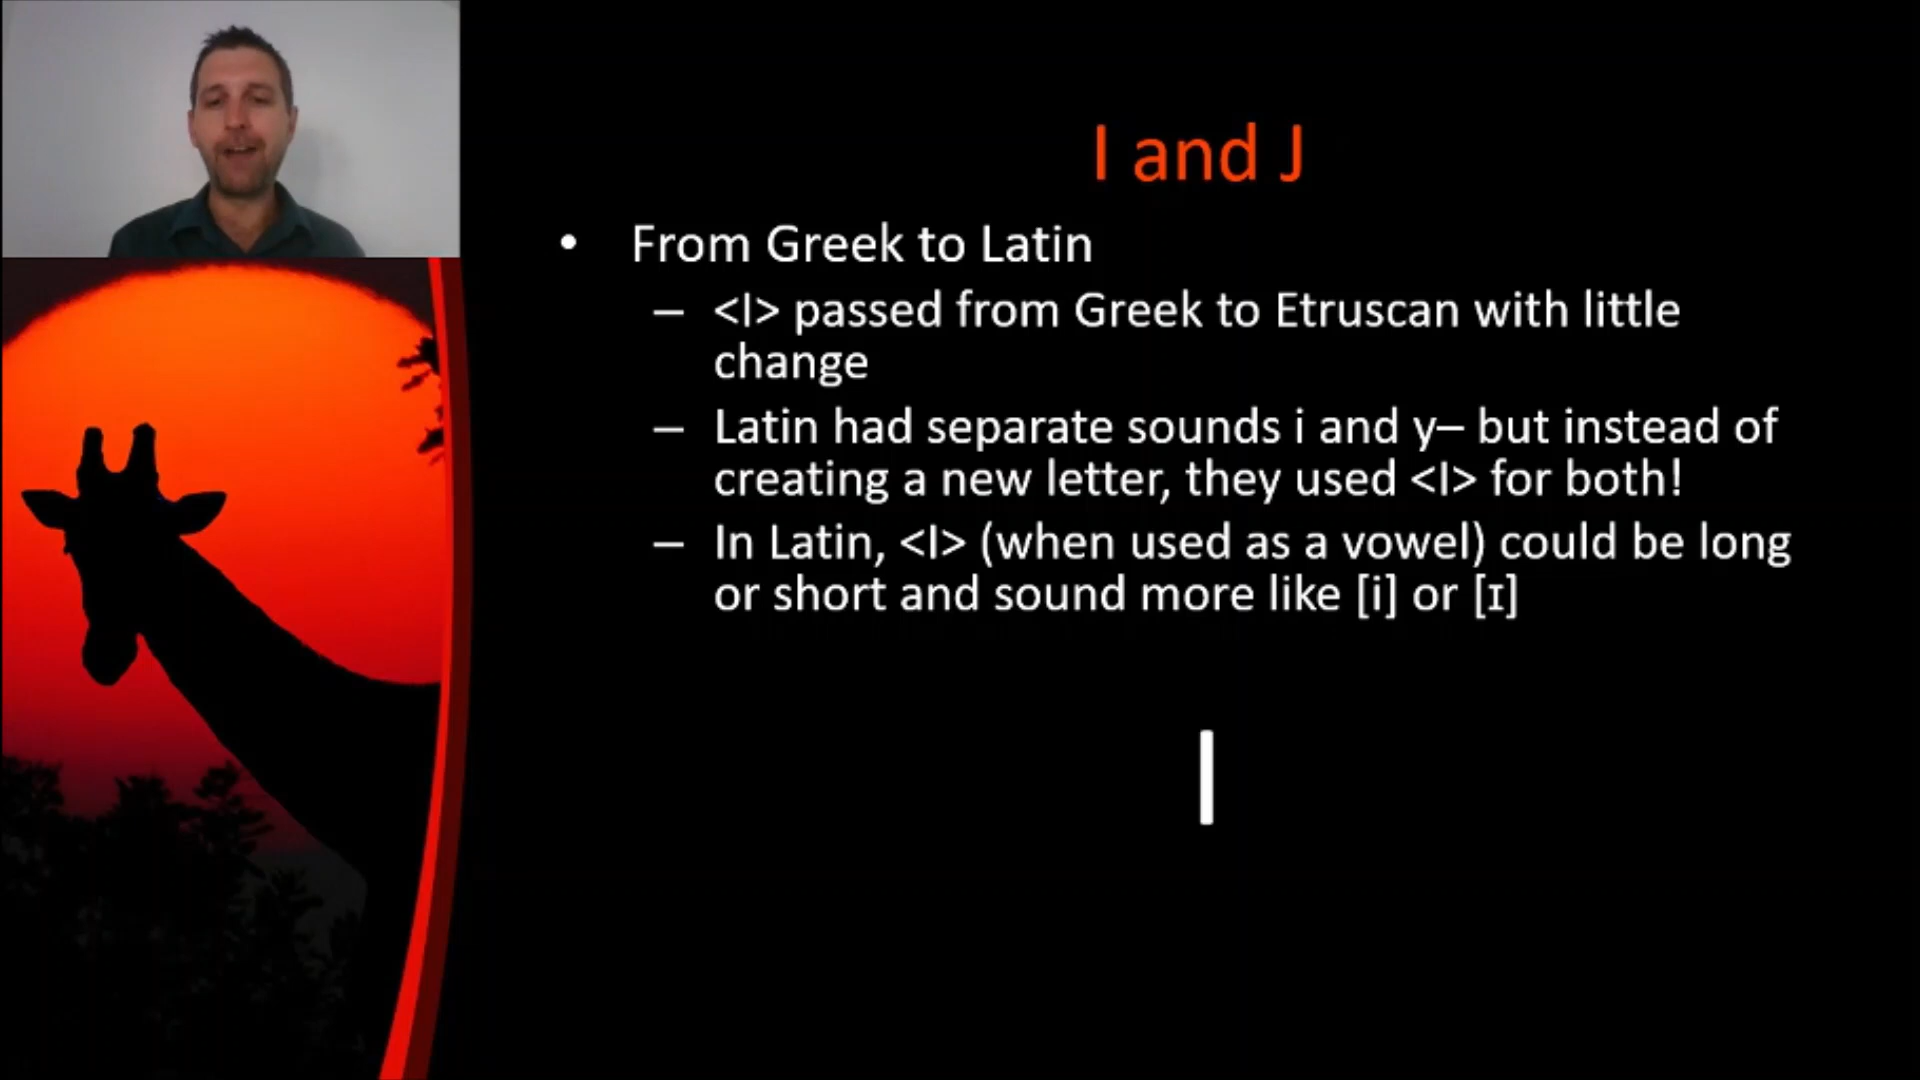 I and J
• From Greek to Latin
– <I> passed from Greek to Etruscan with little
change
– Latin had separate sounds i and y– but instead of
creating a new letter, they used <I> for both!
– In Latin, <I> (when used as a vowel) could be long
or short and sound more like [i] or [ɪ]
I